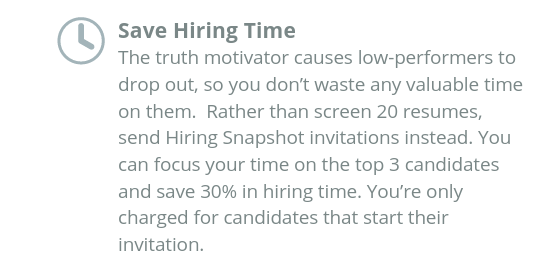 Save Hiring Time
The truth motivator causes low-performers to
drop out, so you don’t waste any valuable time
on them.  Rather than screen 20 resumes,
send Hiring Snapshot invitations instead. You
can focus your time on the top 3 candidates
and save 30% in hiring time. You’re only
charged for candidates that start their
invitation.